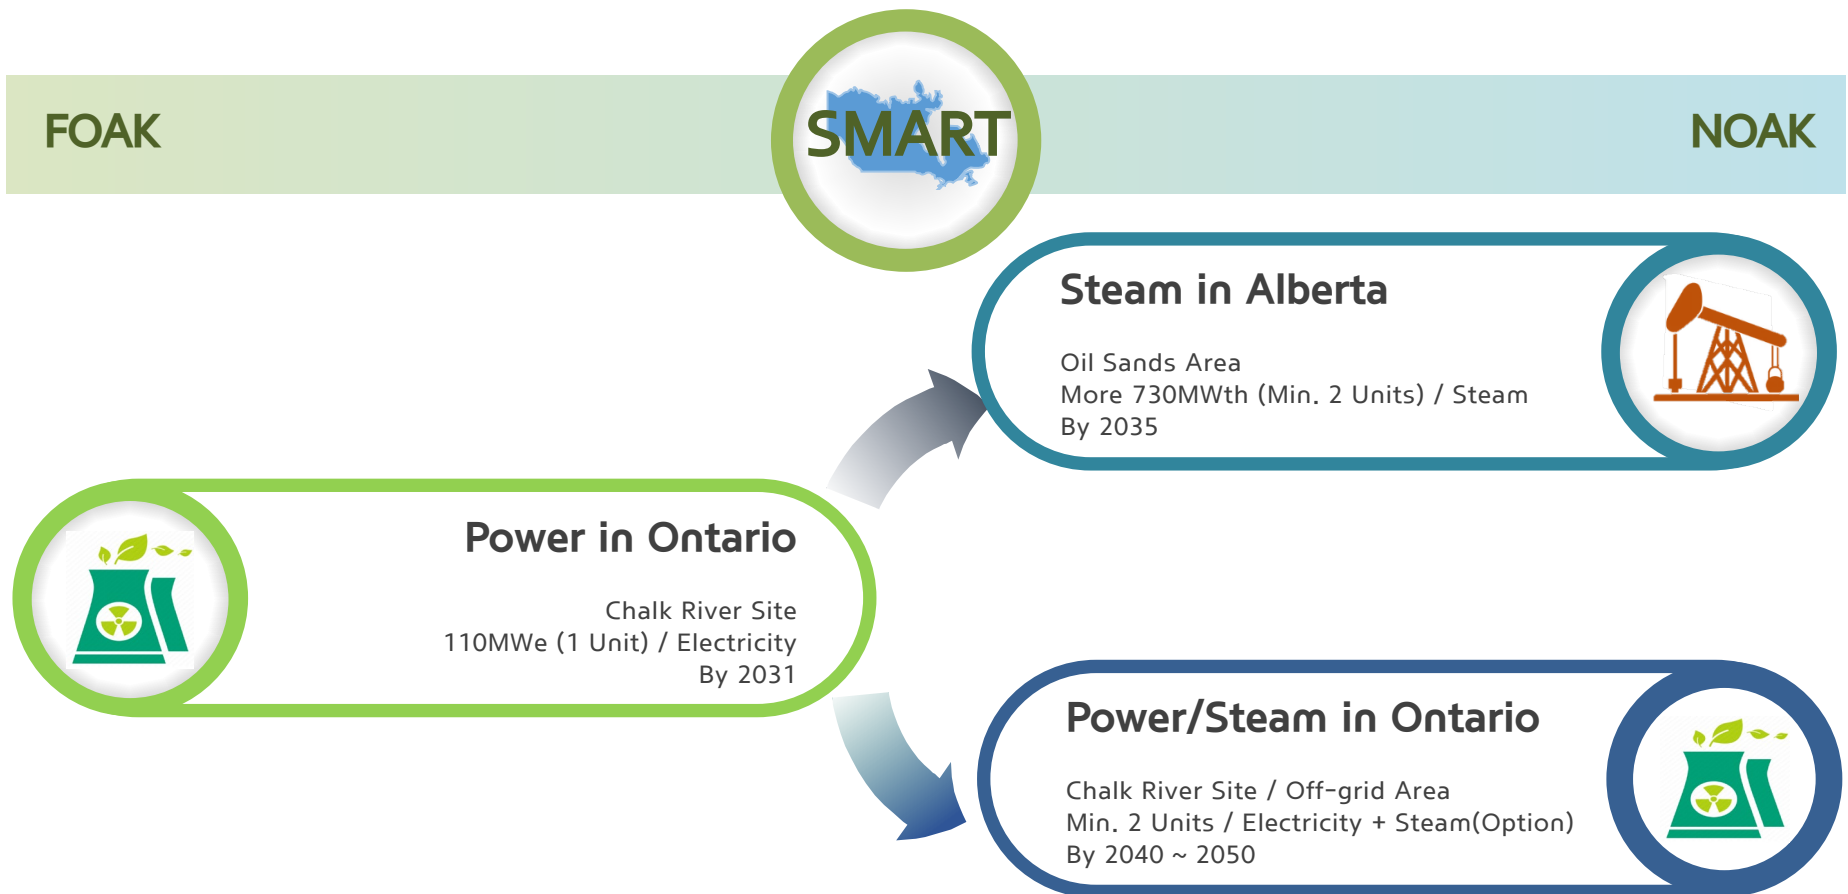 FOAK
SMART
NOAK
Steam in Alberta
Oil Sands Area
More 730MWth (Min. 2 Units) / Steam
By 2035
Power in Ontario
Chalk River Site
110MWe (1 Unit) / Electricity
By 2031
Power/Steam in Ontario
Chalk River Site / Off-grid Area
Min. 2 Units / Electricity + Steam(Option)
By 2040 ~ 2050